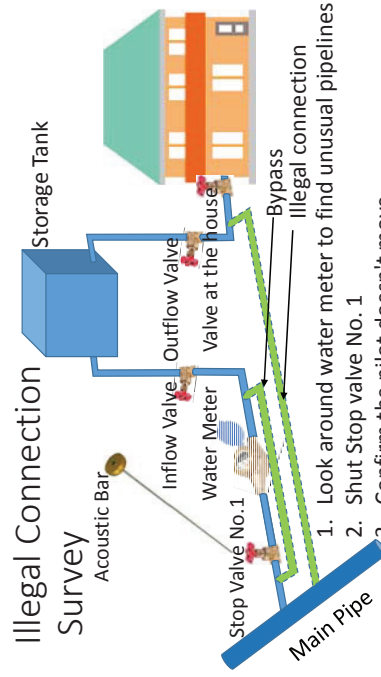 Illegal Connection
Survey
Acoustic Bar
Storage Tank
Inflow Valve
Outflow Valve
Water Meter
Valve at the house
Stop Valve No.1
Bypass
Illegal connection
Main Pipe
1. Look around water meter to find unusual pipelines
2. Shut Stop valve No. 1